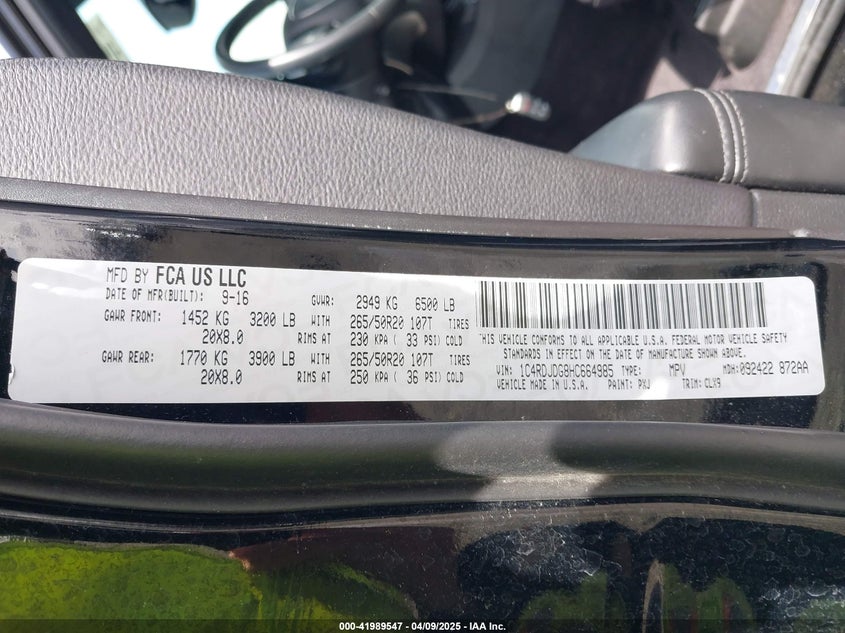 MFD BY FCA US LLC
DATE OF MFR(BUILT): 9-16 GVWR: 2949 KG 6500 LB
GAWR FRONT: 1452 KG 3200 LB WITH 265/50R20 107T TIRES
20X8.0 RIMS AT 230 KPA ( 33 PSI) COLD
GAWR REAR: 1770 KG 3900 LB WITH 265/50R20 107T TIRES
20X8.0 RIMS AT 250 KPA ( 36 PSI) COLD
THIS VEHICLE CONFORMS TO ALL APPLICABLE U.S.A. FEDERAL MOTOR VEHICLE SAFETY
STANDARDS IN EFFECT ON THE DATE OF MANUFACTURE SHOWN ABOVE.
VIN: 1C4RDJDG8HC664985 TYPE: MPV MDH: 092422 872AA
VEHICLE MADE IN U.S.A. PAINT: PXJ TRIM: CLX9
000-41989547 - 04/09/2025 - IAA Inc.